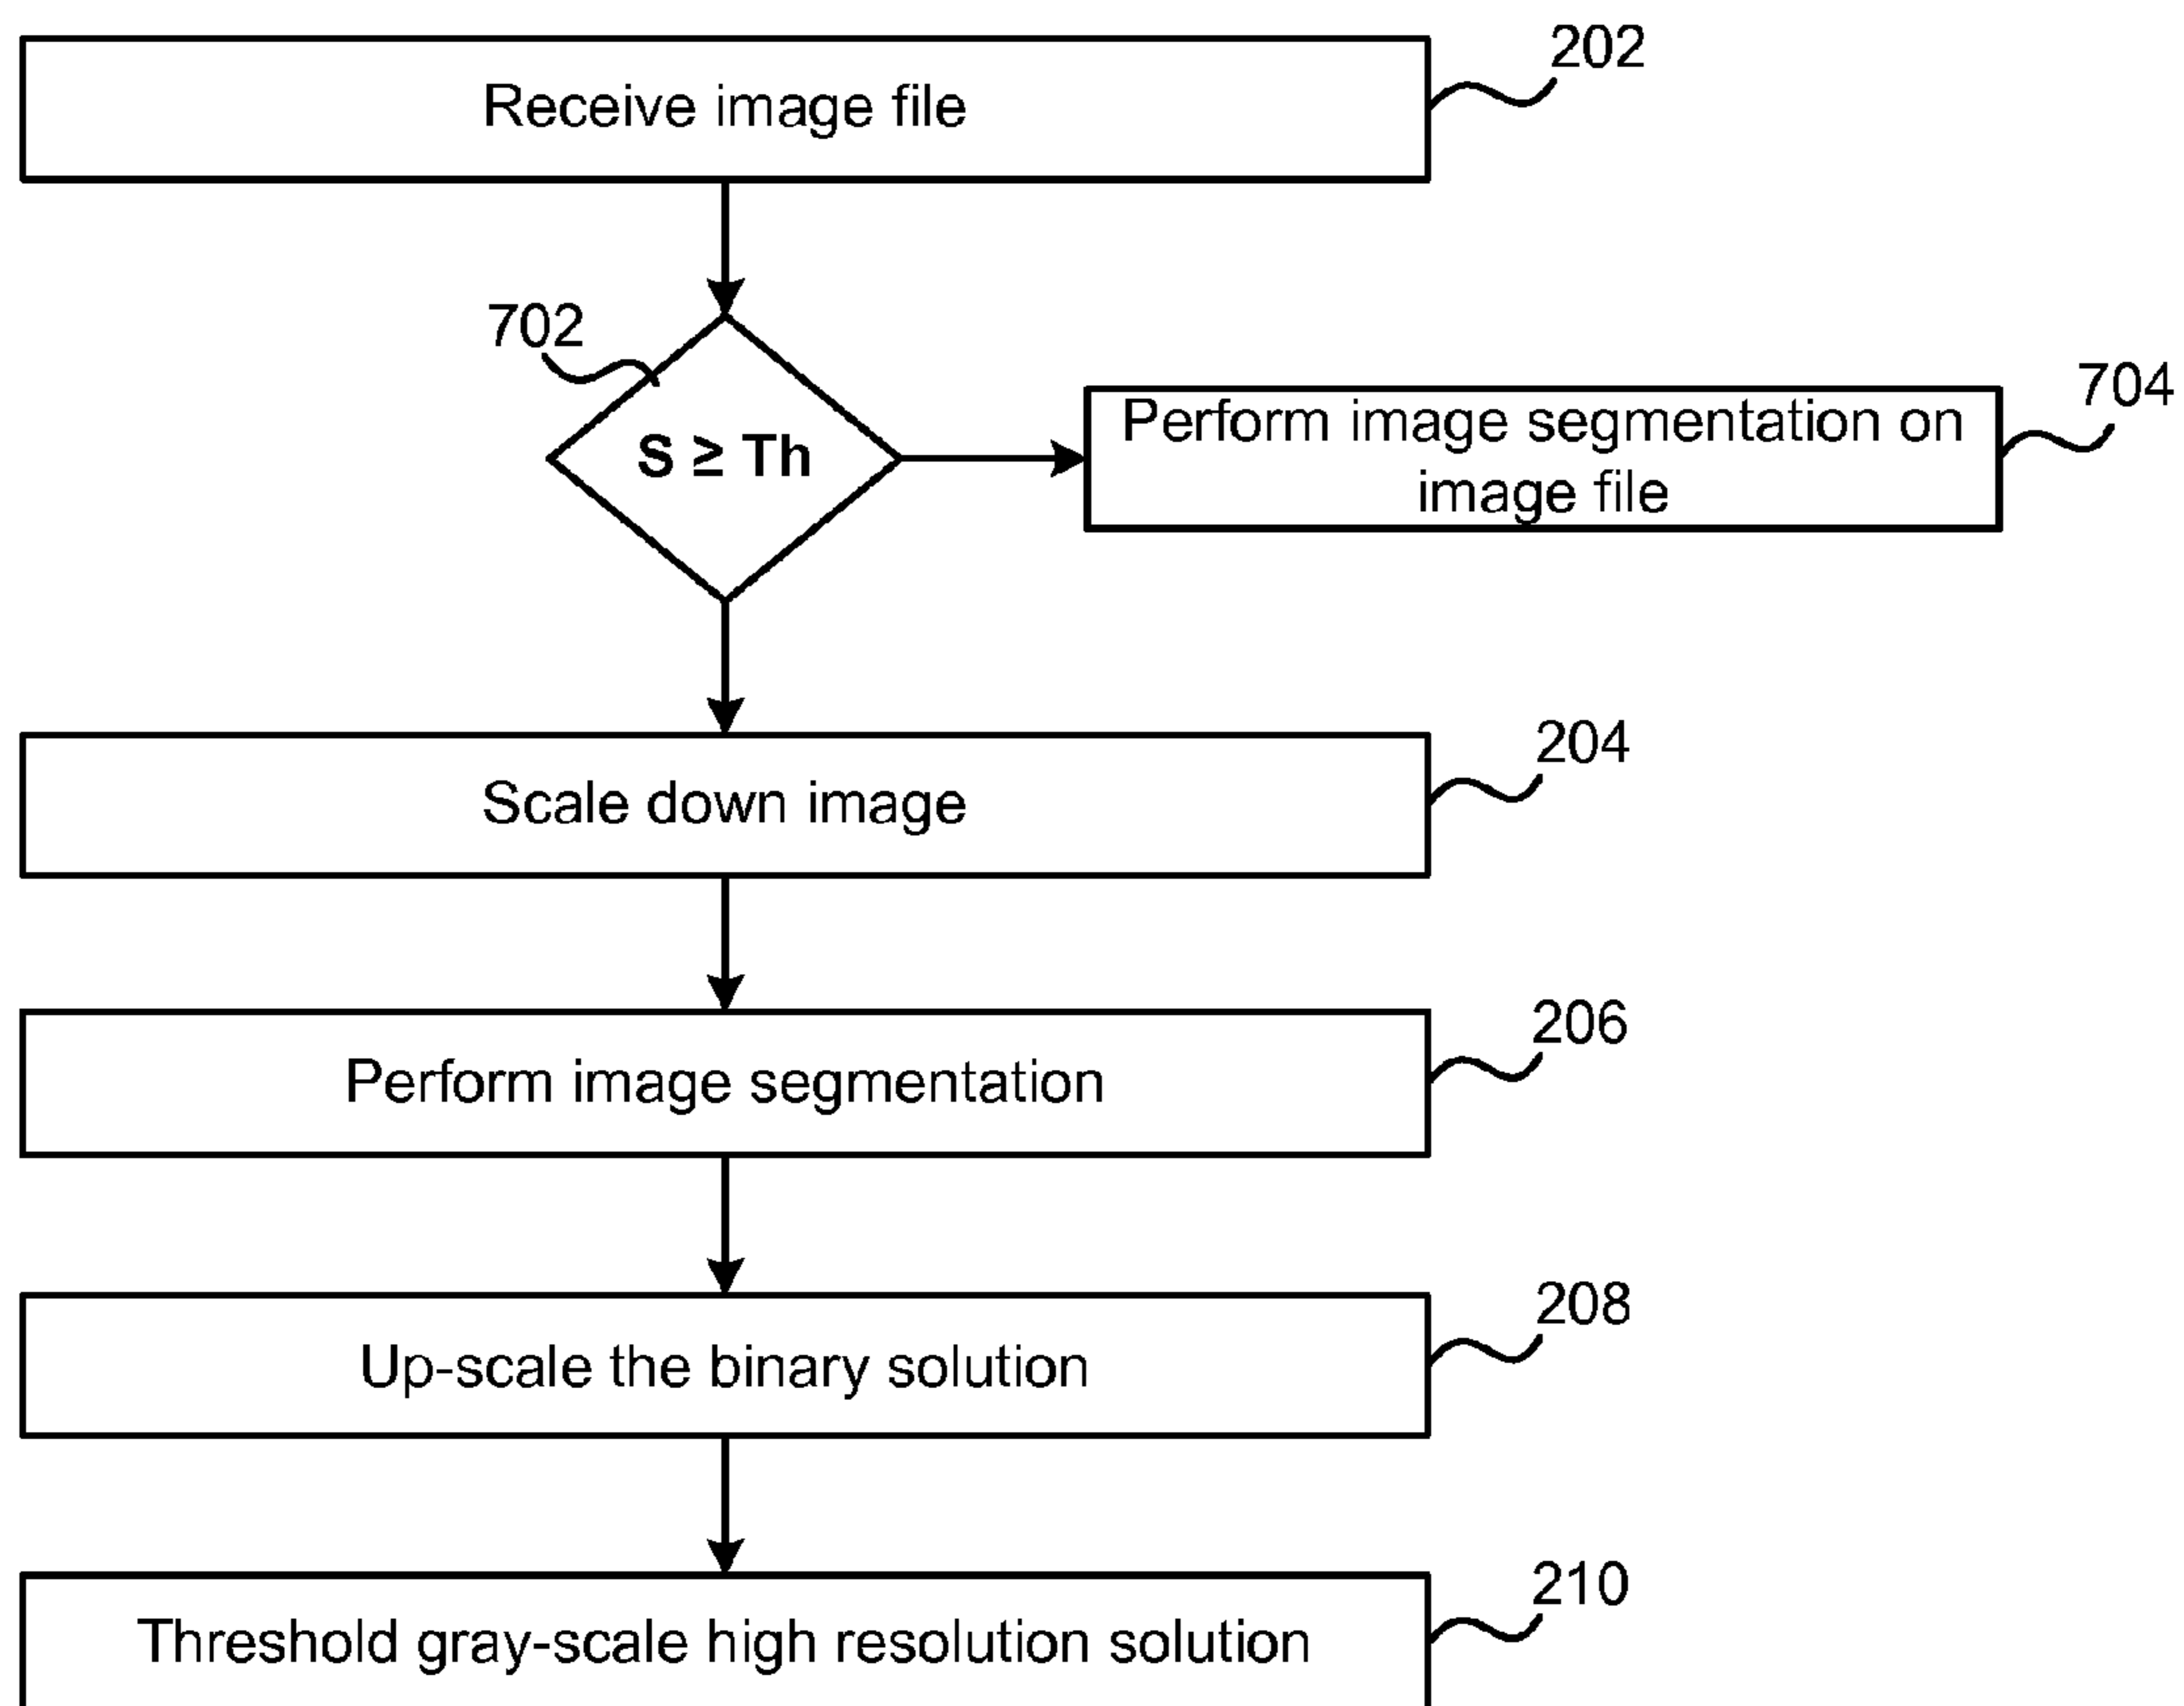 202
Receive image file
702
S ≥ Th
704
Perform image segmentation on
image file
204
Scale down image
206
Perform image segmentation
208
Up-scale the binary solution
210
Threshold gray-scale high resolution solution